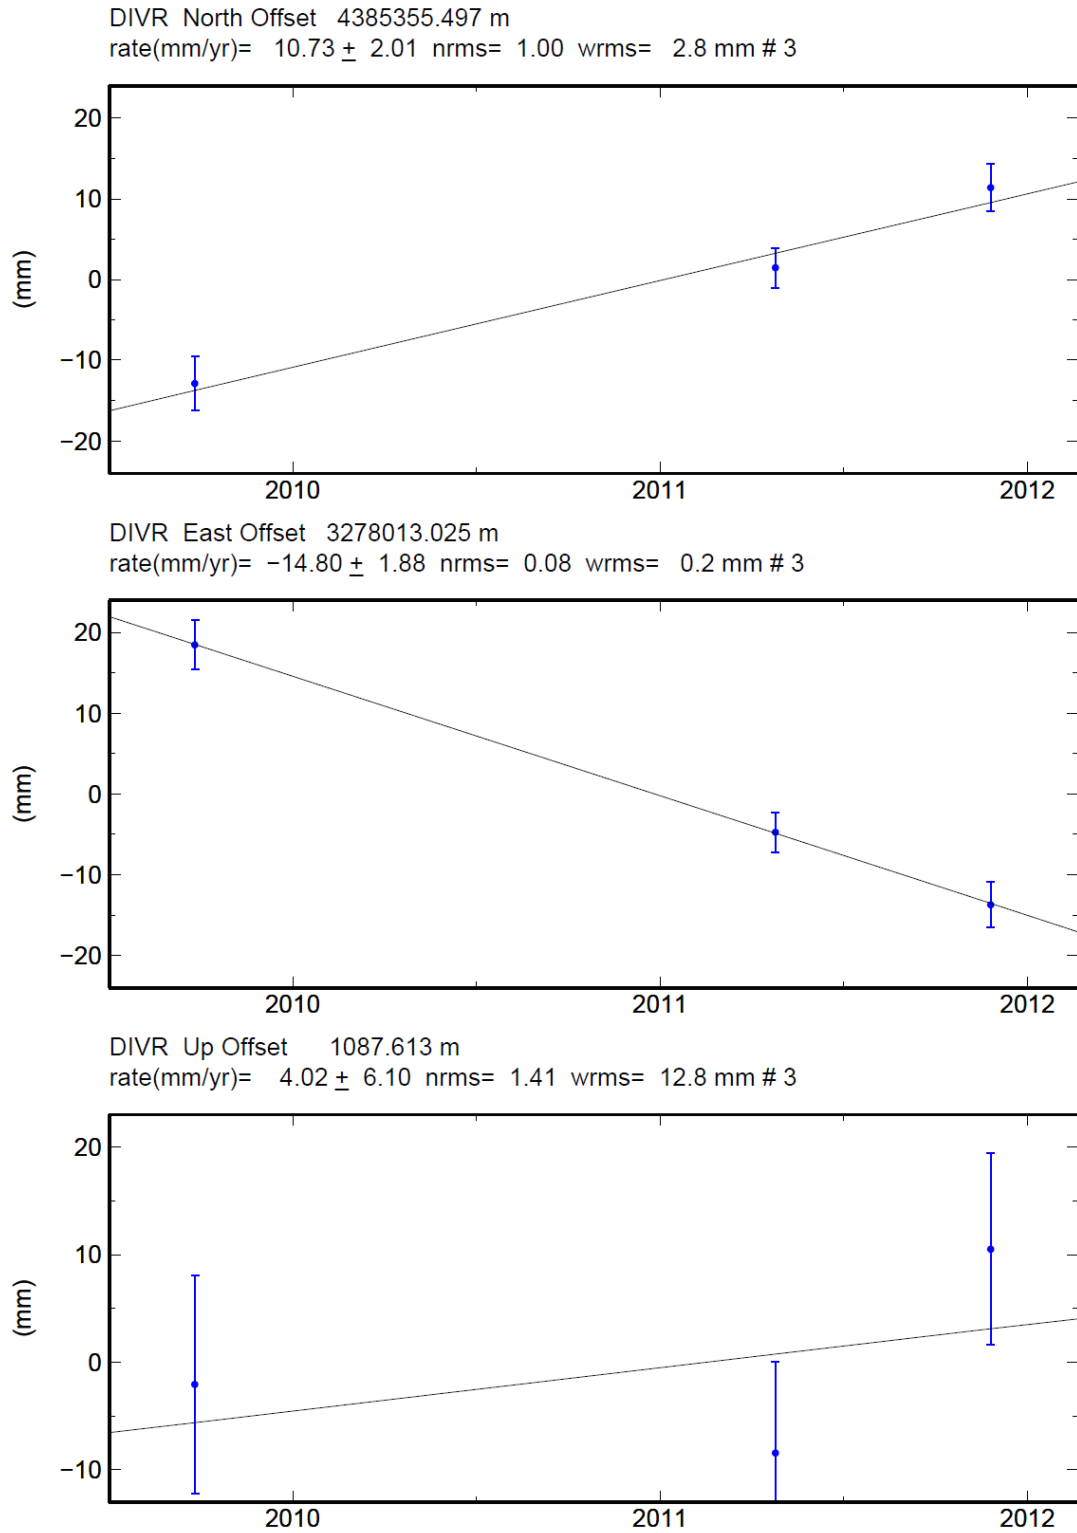 DIVR North Offset 4385355.497 m
rate(mm/yr)= 10.73 ± 2.01 nrms= 1.00 wrms= 2.8 mm # 3
20
10
0
−10
−20
(mm)
2010 2011 2012
DIVR East Offset 3278013.025 m
rate(mm/yr)= −14.80 ± 1.88 nrms= 0.08 wrms= 0.2 mm # 3
20
10
0
−10
−20
(mm)
2010 2011 2012
DIVR Up Offset 1087.613 m
rate(mm/yr)= 4.02 ± 6.10 nrms= 1.41 wrms= 12.8 mm # 3
20
10
0
−10
(mm)
2010 2011 2012